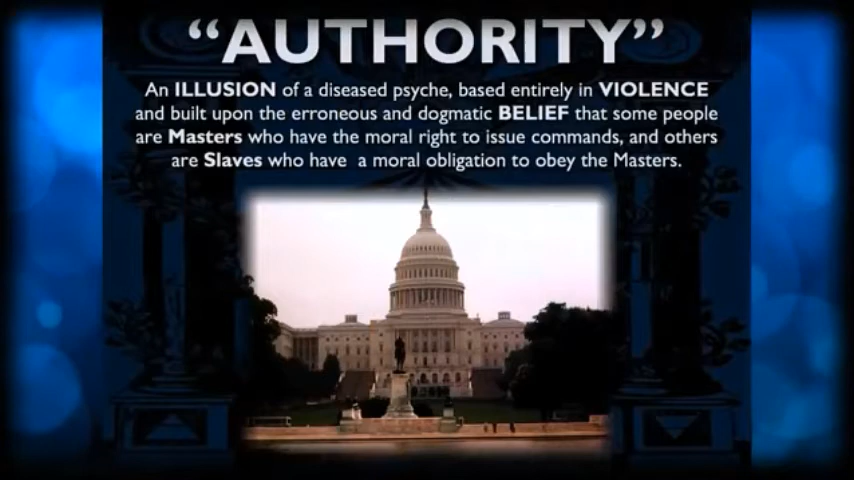 “AUTHORITY”
An ILLUSION of a diseased psyche, based entirely in VIOLENCE
and built upon the erroneous and dogmatic BELIEF that some people
are Masters who have the moral right to issue commands, and others
are Slaves who have a moral obligation to obey the Masters.